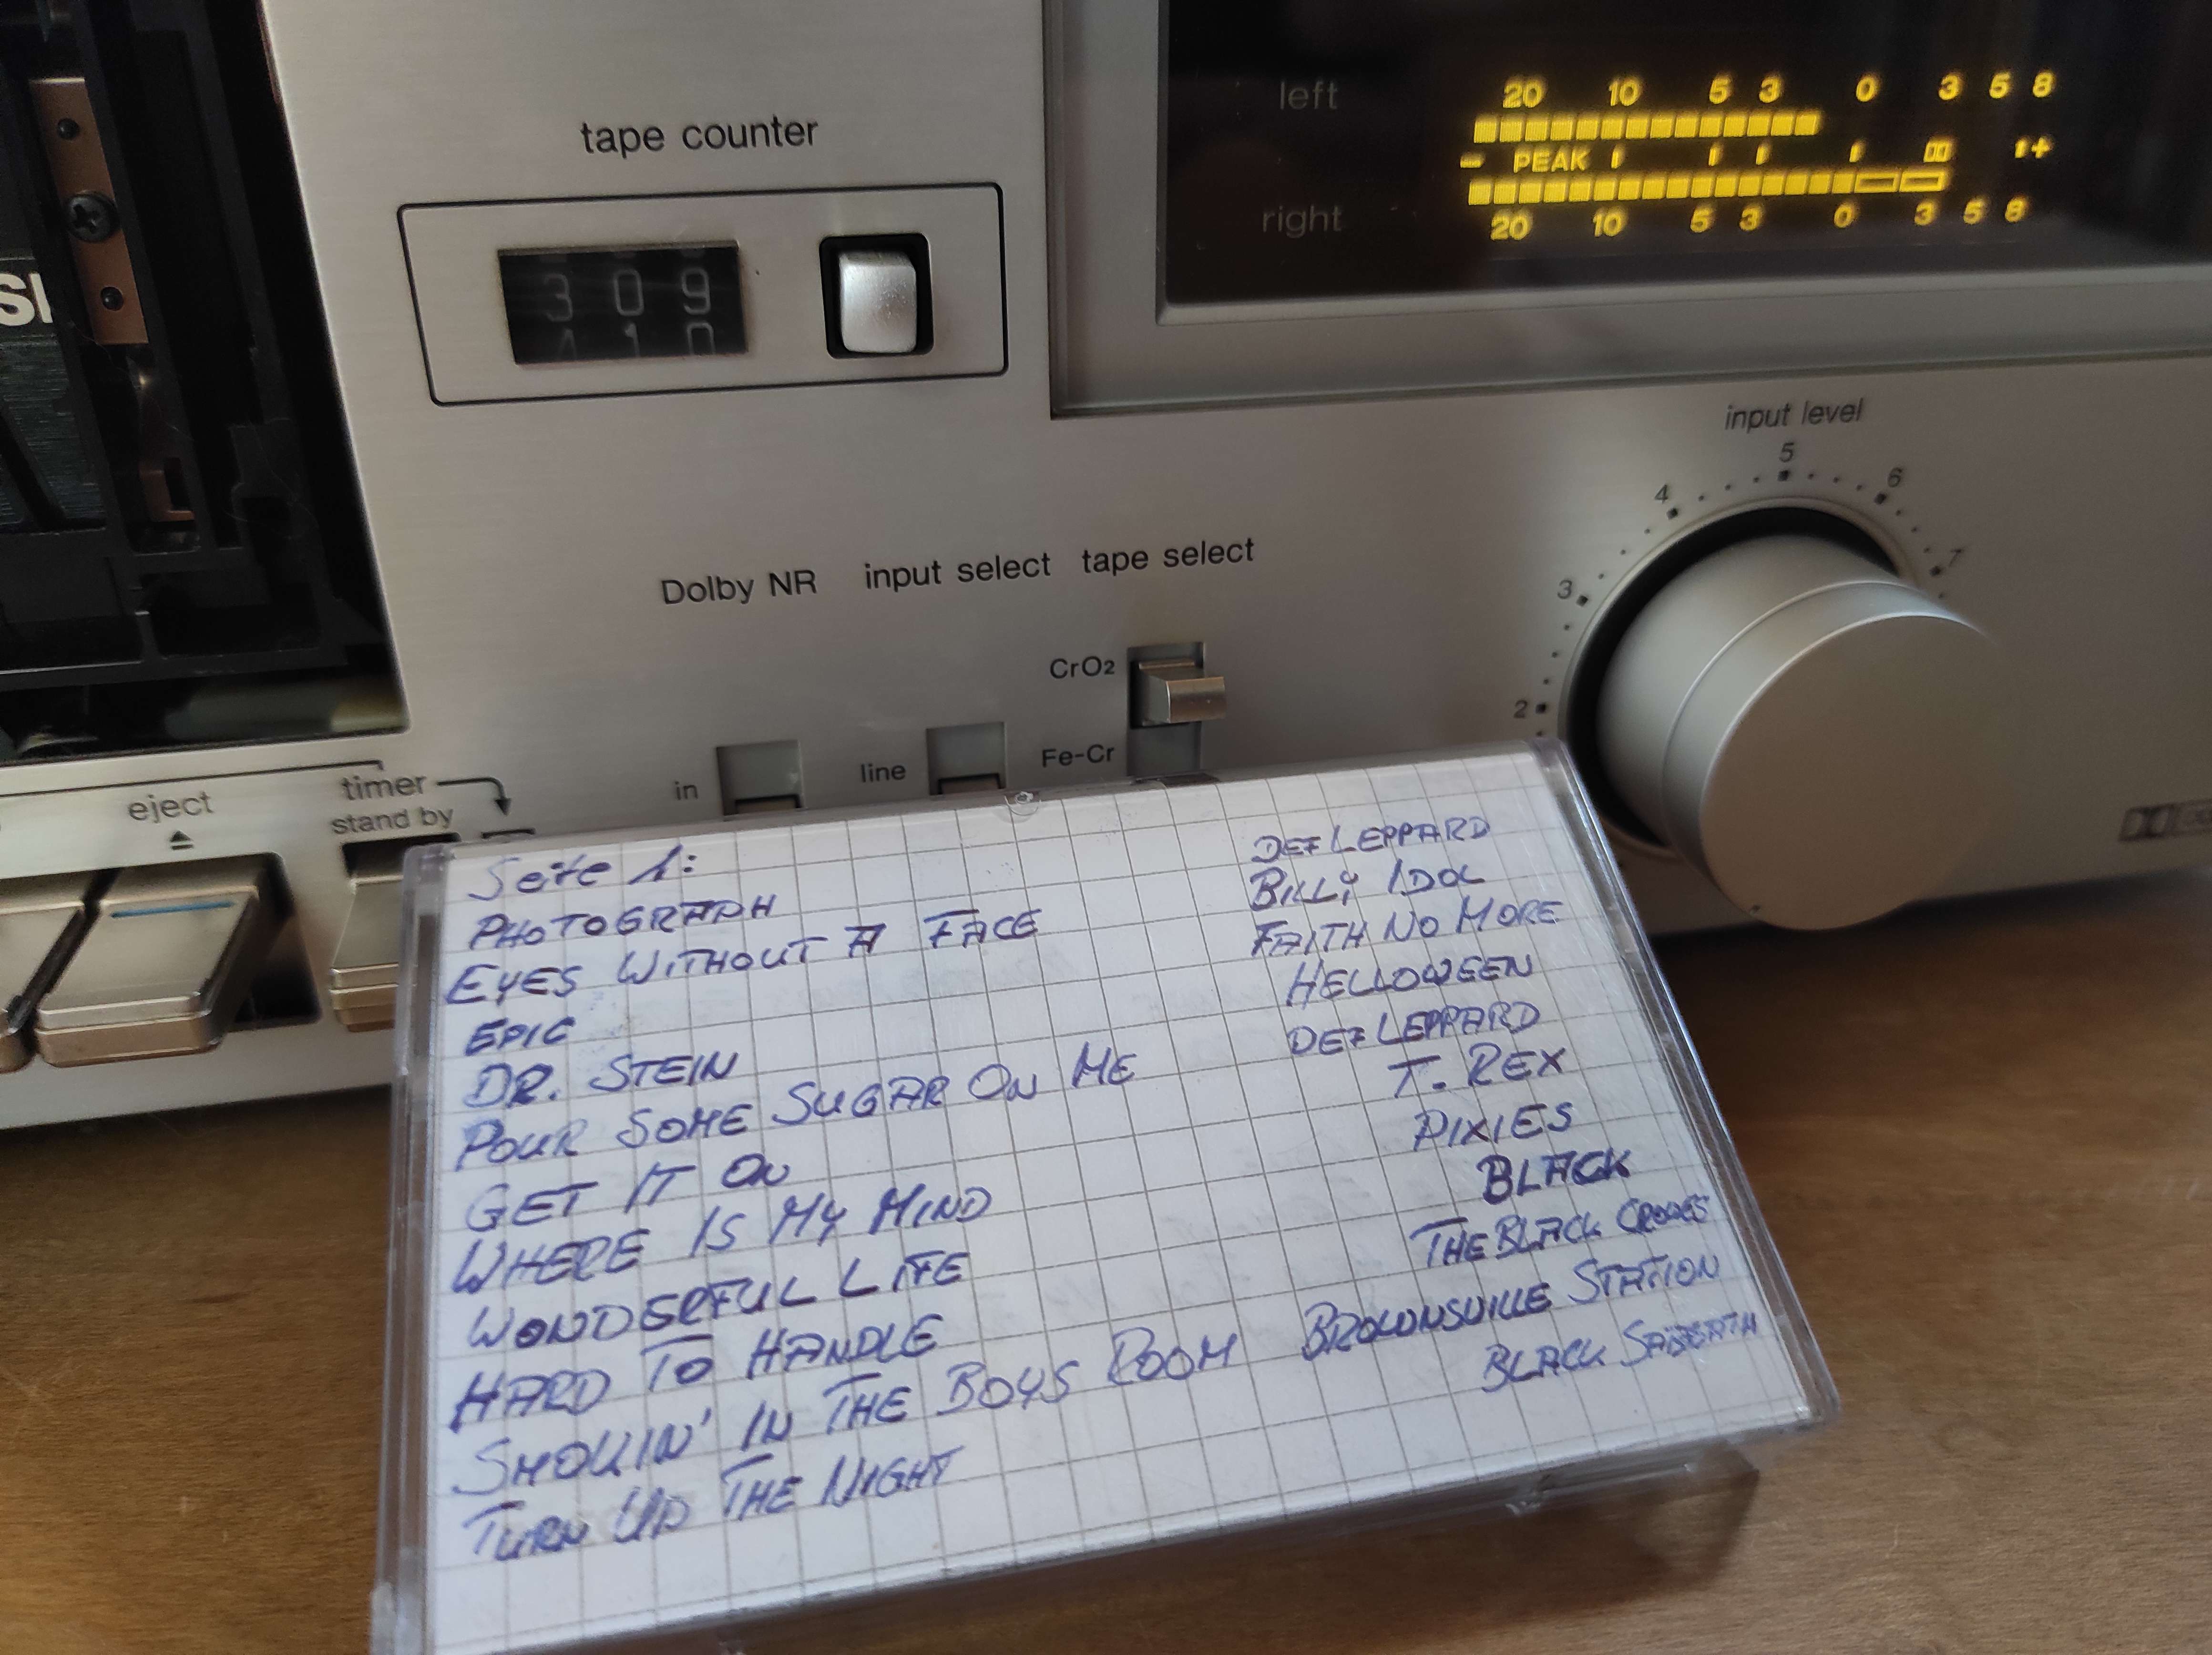 tape counter
309
left
20 10 5 3 0 3 5 8
- PEAK +
right
20 10 5 3 0 3 5 8
input level
2 3 4 5 6 7
Dolby NR input select tape select
CrO2
Fe-Cr
in
line
eject
timer
stand by
Seite 1:
PHOTOGRAPH DEF LEPPARD
EYES WITHOUT A FACE BILLY IDOL
EPIC FAITH NO MORE
DR. STEIN HELLOWEEN
POUR SOME SUGAR ON ME DEF LEPPARD
GET IT ON T. REX
WHERE IS MY MIND PIXIES
WONDERFUL LIFE BLACK
HARD TO HANDLE THE BLACK CROWES
SMOKIN' IN THE BOYS ROOM BROWNSVILLE STATION
TURN UP THE NIGHT BLACK SABBATH